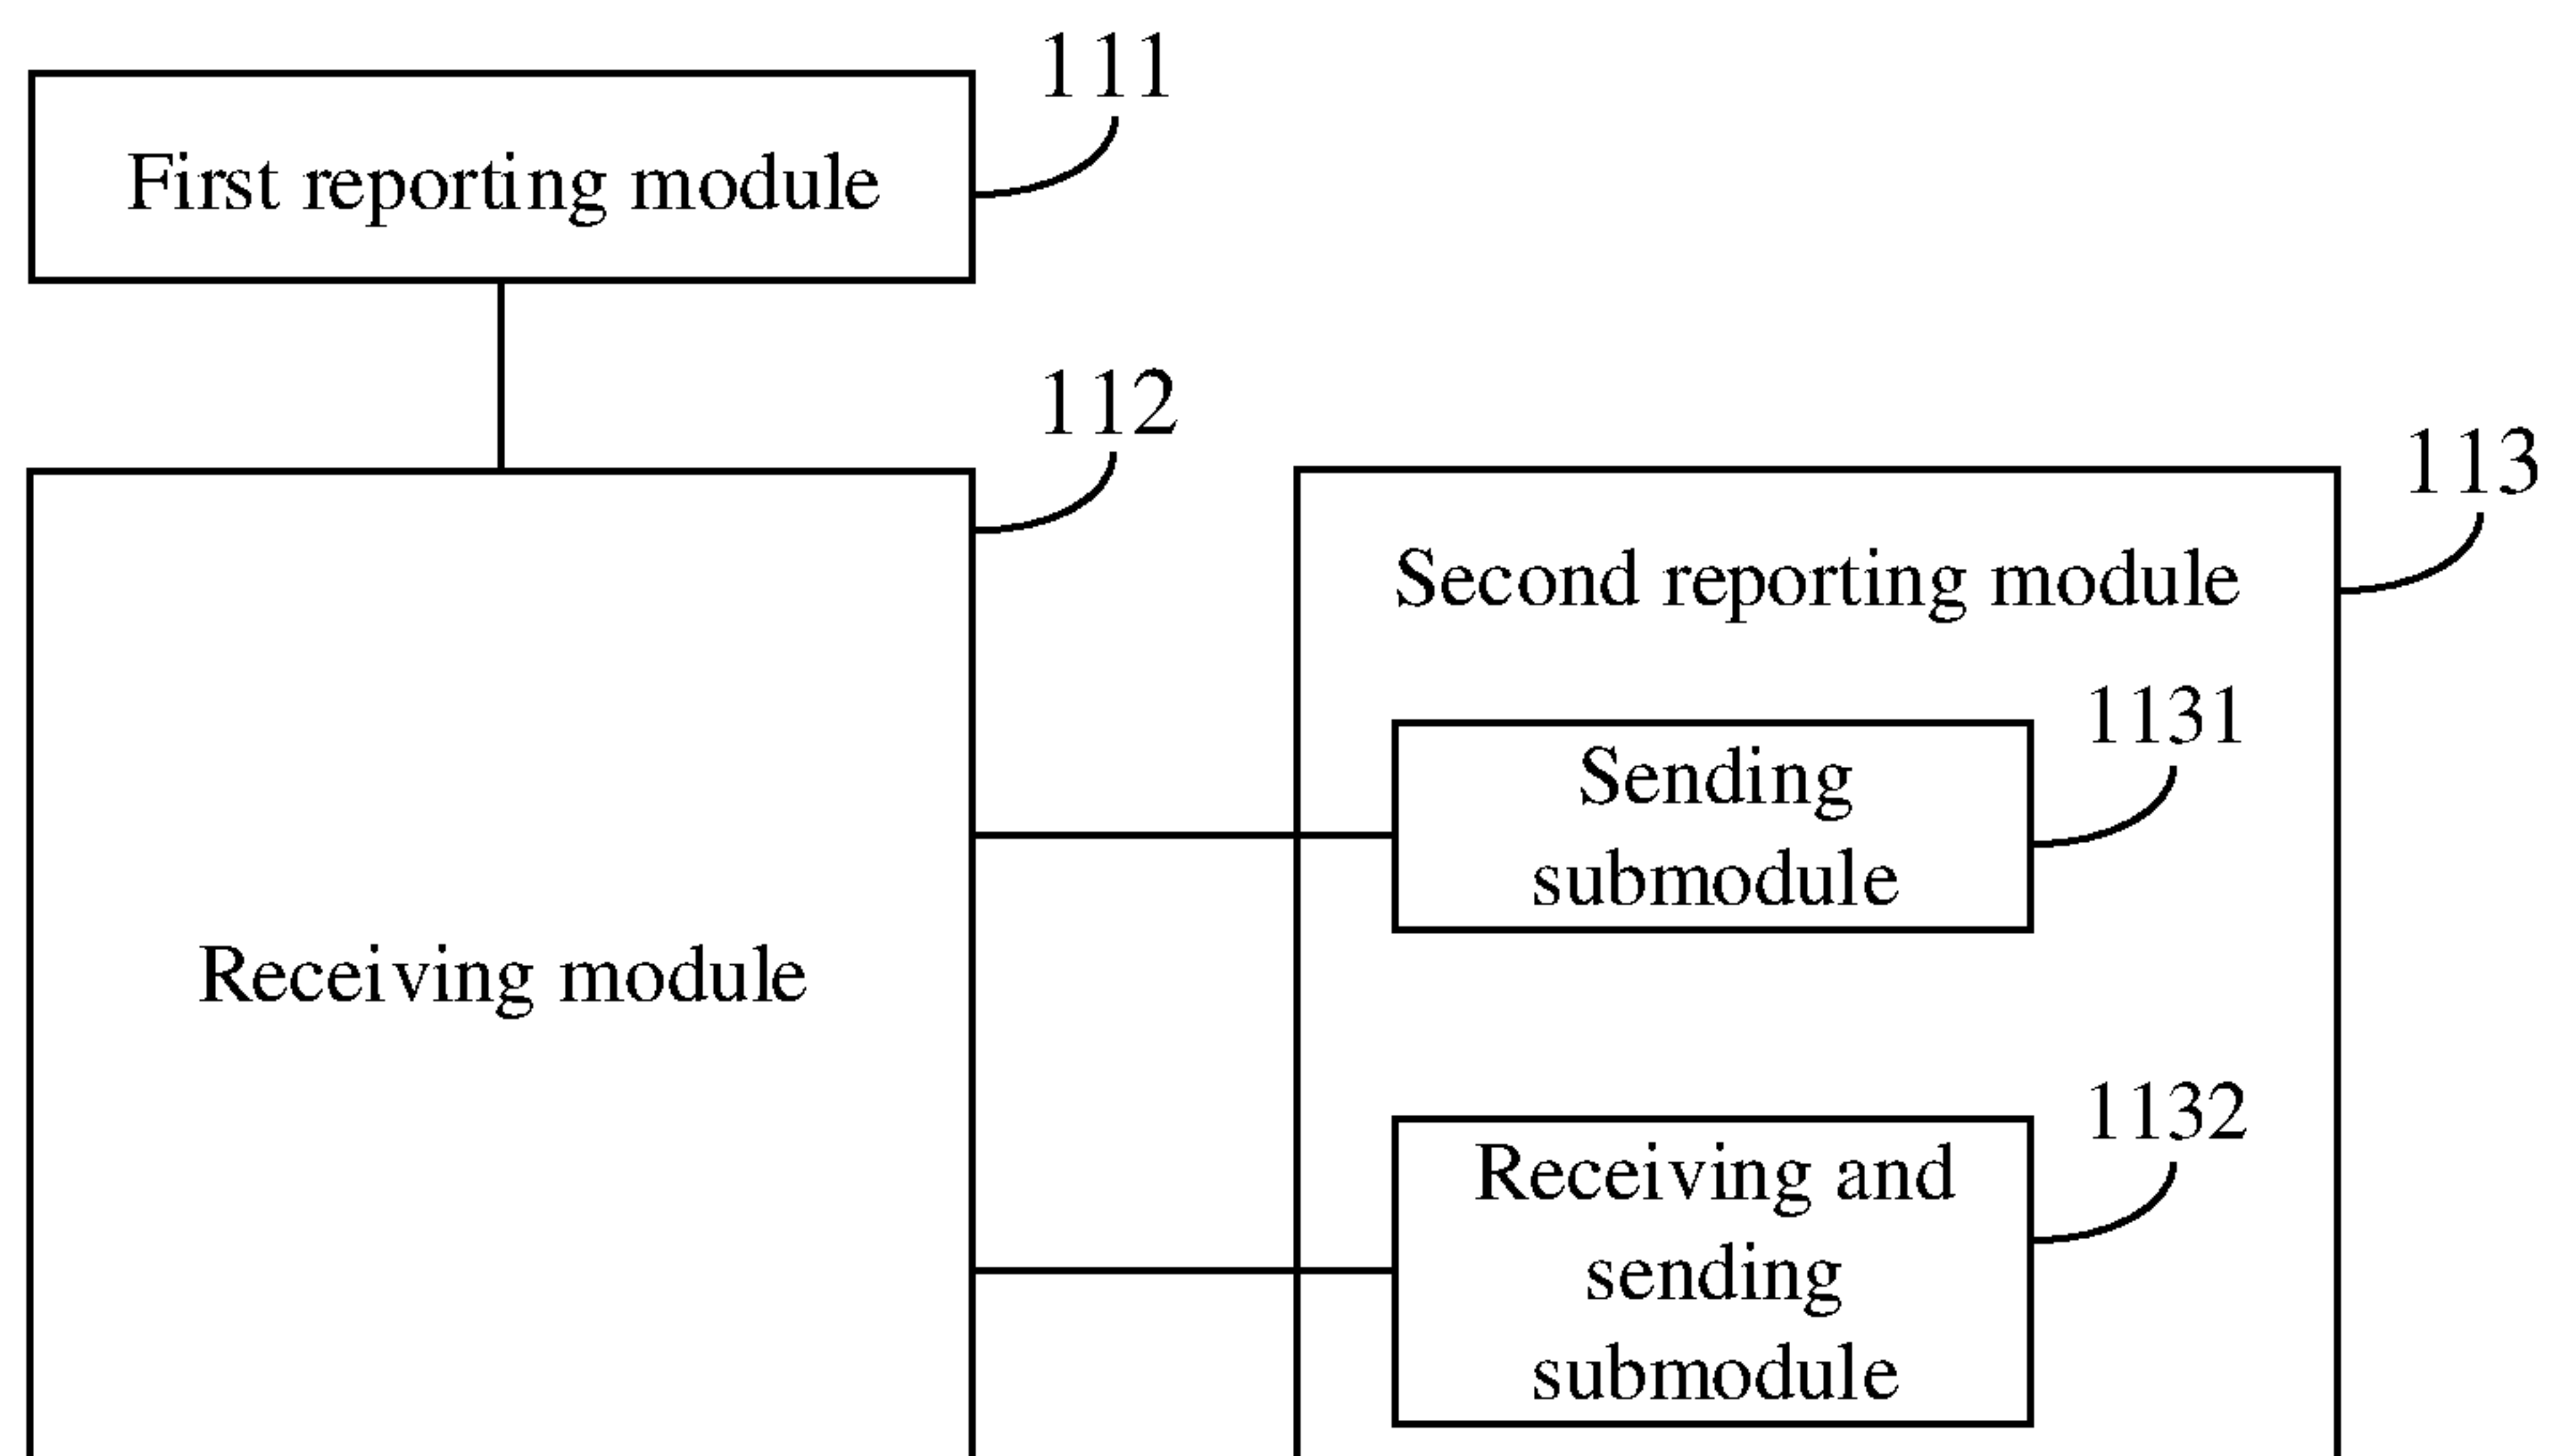 111
First reporting module
112
113
Second reporting module
1131
Sending
submodule
Receiving module
1132
Receiving and
sending
submodule